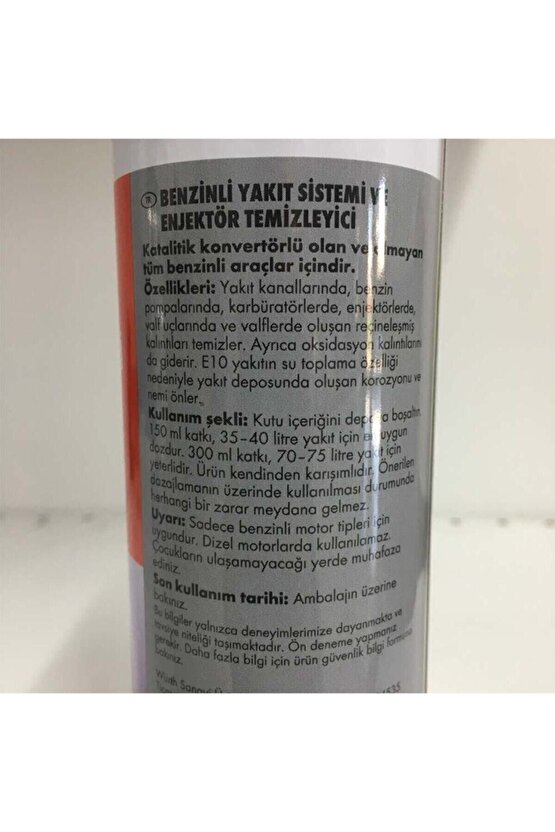 TR BENZİNLİ YAKIT SİSTEMİ VE
ENJEKTÖR TEMİZLEYİCİ
Katalitik konvertörlü olan ve olmayan
tüm benzinli araçlar içindir.
Özellikleri: Yakıt kanallarında, benzin
pompalarında, karbüratörlerde, enjektörlerde,
valf uçlarında ve valflerde oluşan reçineleşmiş
kalıntıları temizler. Ayrıca oksidasyon kalıntılarını
da giderir. E10 yakıtın su toplama özelliği
nedeniyle yakıt deposunda oluşan korozyonu ve
nemi önler.
Kullanım şekli: Kutu içeriğini depoya boşaltın.
150 ml katkı, 35–40 litre yakıt için en uygun
dozdur. 300 ml katkı, 70–75 litre yakıt için
yeterlidir. Ürün kendinden karışımlıdır. Önerilen
dozajlamanın üzerinde kullanılması durumunda
herhangi bir zarar meydana gelmez.
Uyarı: Sadece benzinli motor tipleri için
uygundur. Dizel motorlarda kullanılamaz.
Çocukların ulaşamayacağı yerde muhafaza
ediniz.
Son kullanım tarihi: Ambalajın üzerine
bakınız.
Bu bilgiler yalnızca deneyimlerimize dayanmakta ve
tavsiye niteliği taşımaktadır. Ön deneme yapmanız
gerekir. Daha fazla bilgi için ürün güvenlik bilgi formuna
bakınız.
Würth Sanayi 4535